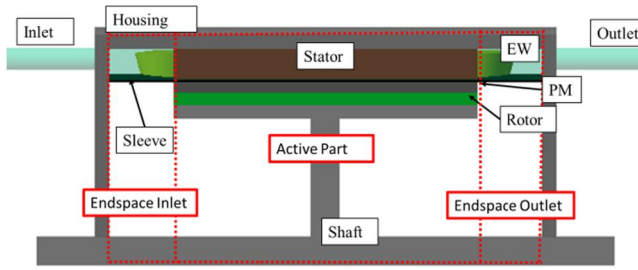 Housing
Inlet
Outlet
Stator
EW
PM
Rotor
Sleeve
Active Part
Endspace Inlet
Endspace Outlet
Shaft